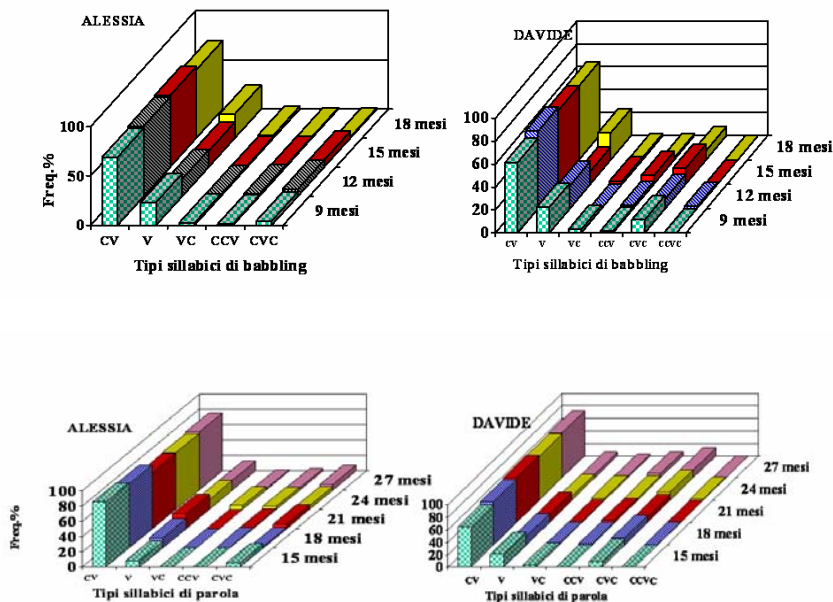 ALESSIA
Freq.%
100
50
0
CV V VC CCV CVC
9 mesi
12 mesi
15 mesi
18 mesi
Tipi sillabici di babbling
DAVIDE
100
80
60
40
20
0
CV V VC CCV CVC CCVC
9 mesi
12 mesi
15 mesi
18 mesi
Tipi sillabici di babbling
ALESSIA
Freq.%
100
80
60
40
20
0
CV V VC CCV CVC
15 mesi
18 mesi
21 mesi
24 mesi
27 mesi
Tipi sillabici di parola
DAVIDE
100
80
60
40
20
0
CV V VC CCV CVC CCVC
15 mesi
18 mesi
21 mesi
24 mesi
27 mesi
Tipi sillabici di parola